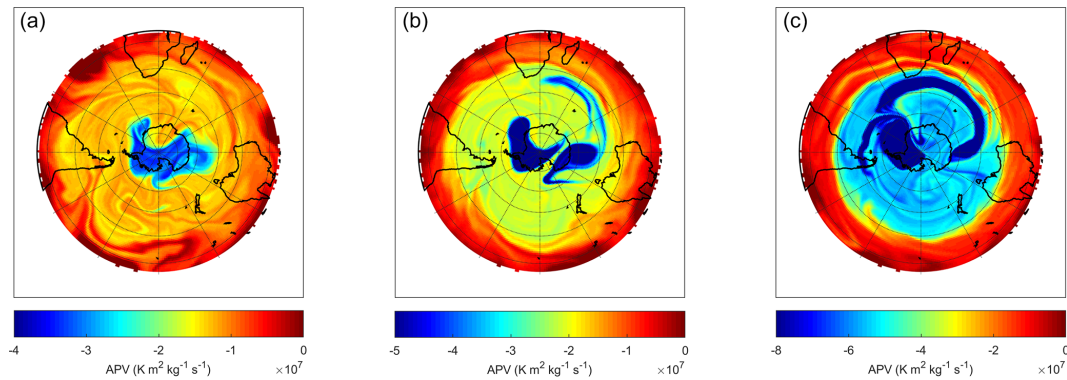 (a)
(b)
(c)
-4 -3 -2 -1 0
APV (K m² kg⁻¹ s⁻¹) ×10⁷
-5 -4 -3 -2 -1 0
APV (K m² kg⁻¹ s⁻¹) ×10⁷
-8 -6 -4 -2 0
APV (K m² kg⁻¹ s⁻¹) ×10⁷